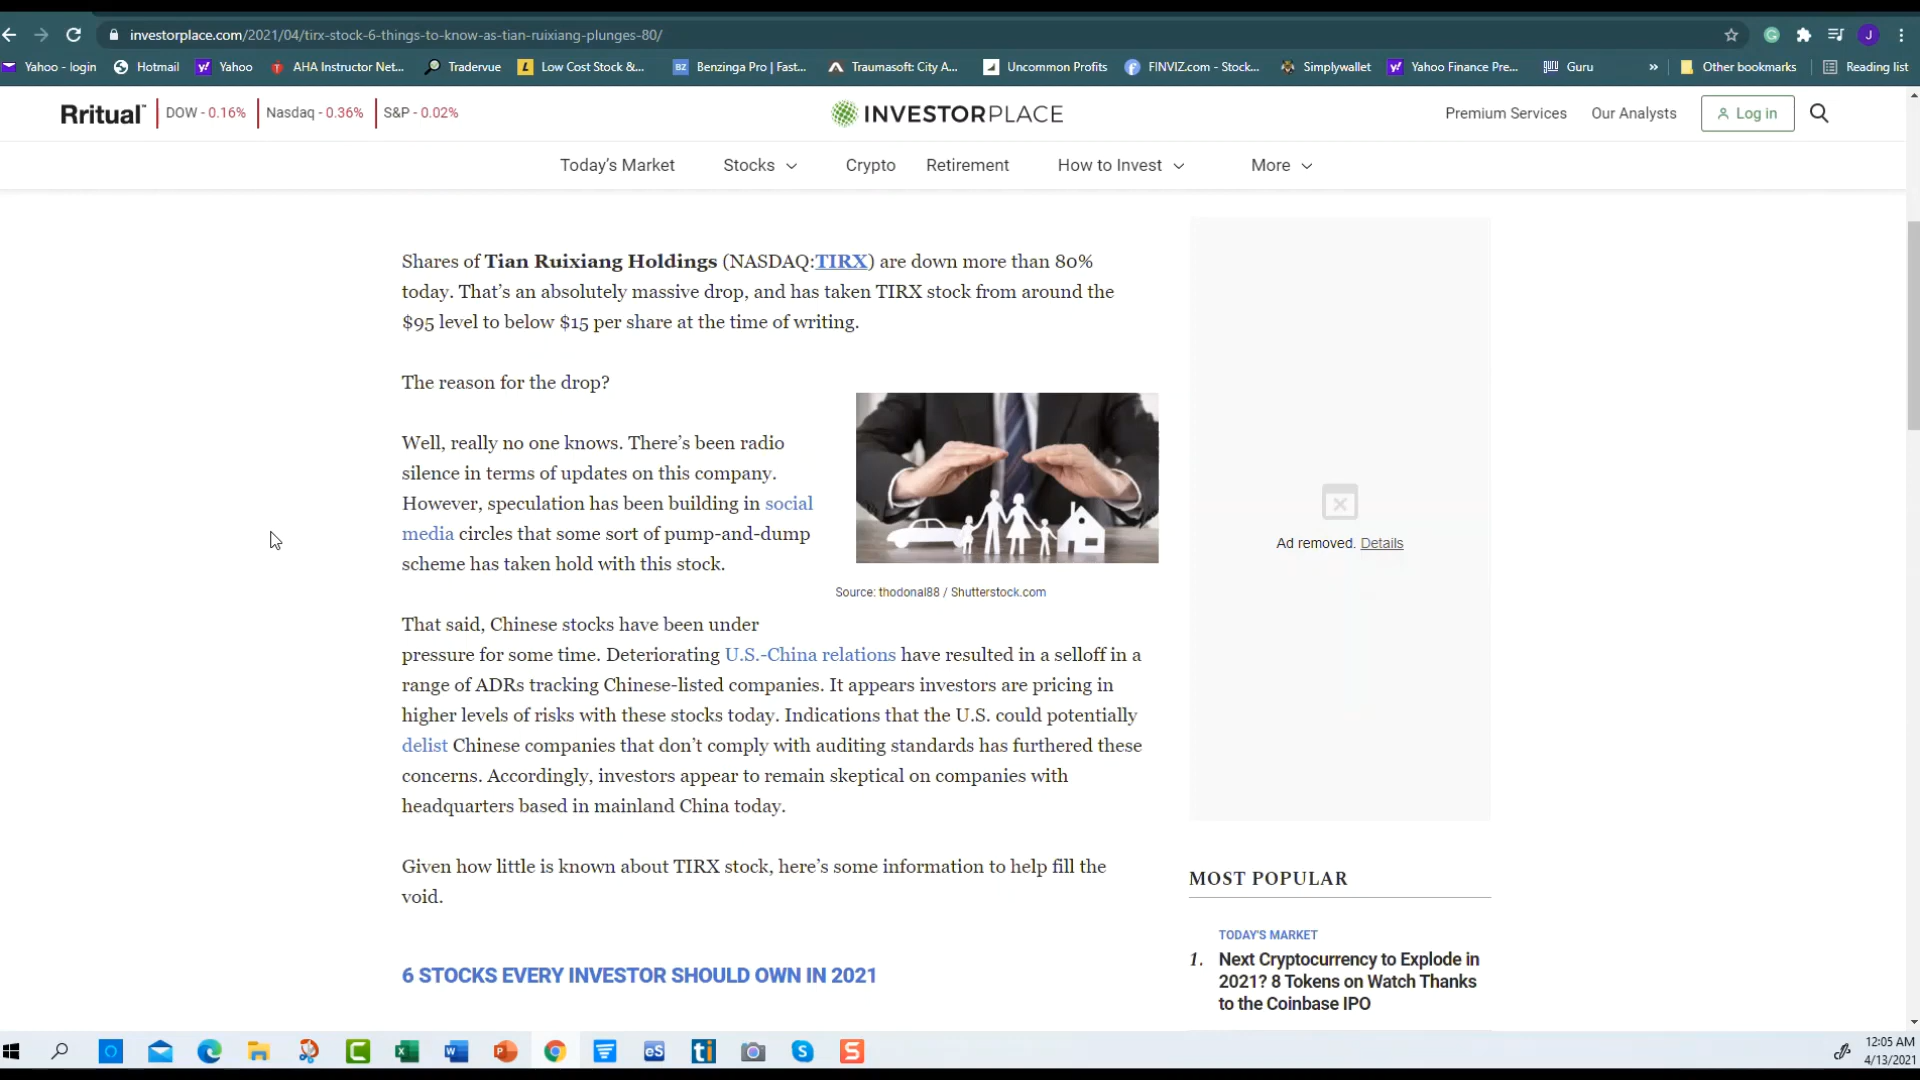 investorplace.com/2021/04/tirx-stock-6-things-to-know-as-tian-ruixiang-plunges-80/
J
Yahoo - login
Hotmail
Yahoo
AHA Instructor Net...
Tradervue
Low Cost Stock &...
Benzinga Pro | Fast...
Traumasoft: City A...
Uncommon Profits
FINVIZ.com - Stock...
Simplywallet
Yahoo Finance Pre...
Guru
»
Other bookmarks
Reading list
Rritual™
DOW - 0.16%
Nasdaq - 0.36%
S&P - 0.02%
INVESTORPLACE
Premium Services
Our Analysts
Log in
Today's Market
Stocks
Crypto
Retirement
How to Invest
More
Shares of Tian Ruixiang Holdings (NASDAQ:TIRX) are down more than 80%
today. That's an absolutely massive drop, and has taken TIRX stock from around the
$95 level to below $15 per share at the time of writing.
The reason for the drop?
Well, really no one knows. There's been radio
silence in terms of updates on this company.
However, speculation has been building in social
media circles that some sort of pump-and-dump
scheme has taken hold with this stock.
Source: thodonal88 / Shutterstock.com
That said, Chinese stocks have been under
pressure for some time. Deteriorating U.S.-China relations have resulted in a selloff in a
range of ADRs tracking Chinese-listed companies. It appears investors are pricing in
higher levels of risks with these stocks today. Indications that the U.S. could potentially
delist Chinese companies that don't comply with auditing standards has furthered these
concerns. Accordingly, investors appear to remain skeptical on companies with
headquarters based in mainland China today.
Given how little is known about TIRX stock, here's some information to help fill the
void.
6 STOCKS EVERY INVESTOR SHOULD OWN IN 2021
Ad removed. Details
MOST POPULAR
TODAY'S MARKET
1. Next Cryptocurrency to Explode in
2021? 8 Tokens on Watch Thanks
to the Coinbase IPO
12:05 AM
4/13/2021